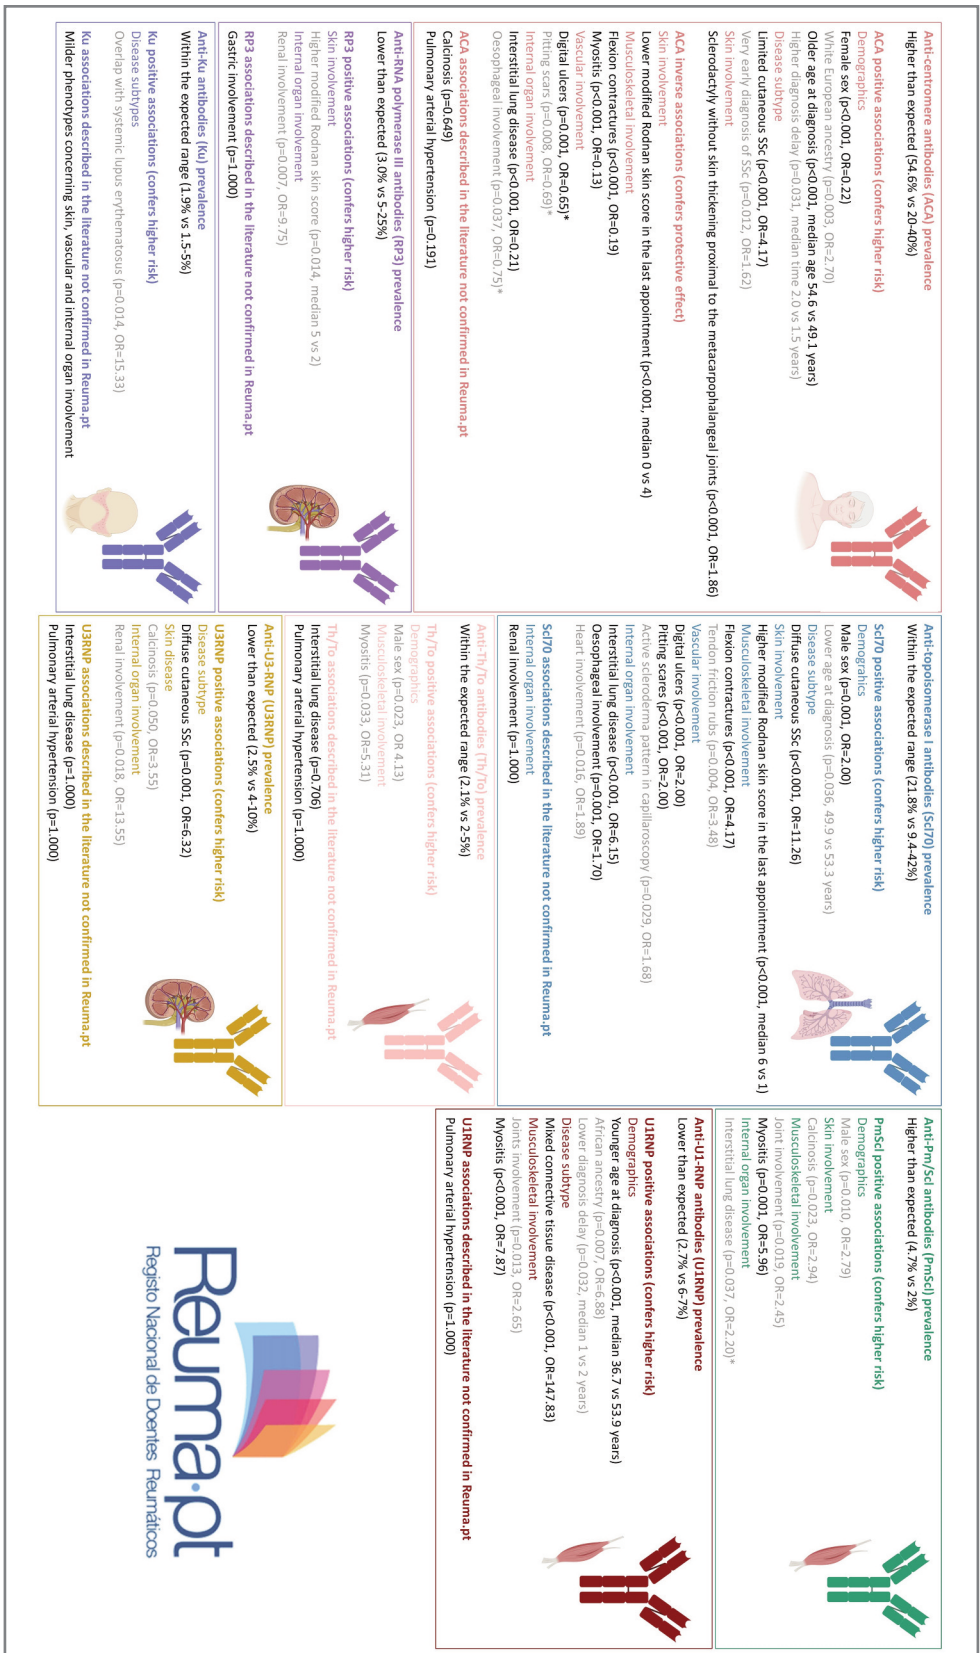 Anti-centromere antibodies (ACA) prevalence
Higher than expected (54.6% vs 20-40%)
ACA positive associations (confers higher risk)
Demographics
Female sex (p<0.001, OR=0.22)
White European ancestry (p=0.003, OR=2.70)
Older age at diagnosis (p<0.001, median age 54.6 vs 49.1 years)
Higher diagnosis delay (p=0.031, median time 2.0 vs 1.5 years)
Disease subtype
Limited cutaneous SSc (p<0.001, OR=4.17)
Very early diagnosis of SSc (p=0.012, OR=1.62)
Skin involvement
Sclerodactyly without skin thickening proximal to the metacarpophalangeal joints (p<0.001, OR=1.86)
ACA inverse associations (confers protective effect)
Skin involvement
Lower modified Rodnan skin score in the last appointment (p<0.001, median 0 vs 4)
Musculoskeletal involvement
Flexion contractures (p<0.001, OR=0.19)
Myositis (p<0.001, OR=0.13)
Vascular involvement
Digital ulcers (p=0.001, OR=0.65)*
Pitting scars (p=0.008, OR=0.69)*
Internal organ involvement
Interstitial lung disease (p<0.001, OR=0.21)
Oesophageal involvement (p=0.037, OR=0.75)*
ACA associations described in the literature not confirmed in Reuma.pt
Calcinosis (p=0.649)
Pulmonary arterial hypertension (p=0.191)
Anti-RNA polymerase III antibodies (RP3) prevalence
Lower than expected (3.0% vs 5-25%)
RP3 positive associations (confers higher risk)
Skin involvement
Higher modified Rodnan skin score (p=0.014, median 5 vs 2)
Internal organ involvement
Renal involvement (p=0.007, OR=9.75)
RP3 associations described in the literature not confirmed in Reuma.pt
Gastric involvement (p=1.000)
Anti-Ku antibodies (Ku) prevalence
Within the expected range (1.9% vs 1.5-5%)
Ku positive associations (confers higher risk)
Disease subtypes
Overlap with systemic lupus erythematosus (p=0.014, OR=15.33)
Ku associations described in the literature not confirmed in Reuma.pt
Milder phenotypes concerning skin, vascular and internal organ involvement
Anti-topoisomerase I antibodies (Scl70) prevalence
Within the expected range (21.8% vs 9.4-42%)
Scl70 positive associations (confers higher risk)
Demograhics
Male sex (p=0.001, OR=2.00)
Lower age at diagnosis (p=0.036, 49.9 vs 53.3 years)
Disease subtype
Diffuse cutaneous SSc (p<0.001, OR=11.26)
Skin involvement
Higher modified Rodnan skin score in the last appointment (p<0.001, median 6 vs 1)
Musculoskeletal involvement
Flexion contractures (p<0.001, OR=4.17)
Tendon friction rubs (p=0.004, OR=3.48)
Vascular involvement
Digital ulcers (p<0.001, OR=2.00)
Pitting scares (p<0.001, OR=2.00)
Active scleroderma pattern in capillaroscopy (p=0.029, OR=1.68)
Internal organ involvement
Interstitial lung disease (p<0.001, OR=6.15)
Oesophageal involvement (p=0.001, OR=1.70)
Heart involvement (p=0.016, OR=1.89)
Scl70 associations described in the literature not confirmed in Reuma.pt
Internal organ involvement
Renal involvement (p=1.000)
Anti-Th/To antibodies (Th/To) prevalence
Within the expected range (2.1% vs 2-5%)
Th/To positive associations (confers higher risk)
Demographics
Male sex (p=0.023, OR 4.13)
Musculoskeletal involvement
Myositis (p=0.033, OR=5.31)
Th/To associations described in the literature not confirmed in Reuma.pt
Interstitial lung disease (p=0.706)
Pulmonary arterial hypertension (p=1.000)
Anti-U3-RNP (U3RNP) prevalence
Lower than expected (2.5% vs 4-10%)
U3RNP positive associations (confers higher risk)
Disease subtype
Diffuse cutaneous SSc (p=0.001, OR=6.32)
Skin disease
Calcinosis (p=0.050, OR=3.55)
Internal organ involvement
Renal involvement (p=0.018, OR=13.55)
U3RNP associations described in the literature not confirmed in Reuma.pt
Interstitial lung disease (p=1.000)
Pulmonary arterial hypertension (p=1.000)
Anti-Pm/Scl antibodies (PmScl) prevalence
Higher than expected (4.7% vs 2%)
PmScl positive associations (confers higher risk)
Demographics
Male sex (p=0.010, OR=2.79)
Skin involvement
Calcinosis (p=0.023, OR=2.94)
Musculoskeletal involvement
Joint involvement (p=0.019, OR=2.45)
Myositis (p=0.001, OR=5.96)
Internal organ involvement
Interstitial lung disease (p=0.037, OR=2.20)*
Anti-U1-RNP antibodies (U1RNP) prevalence
Lower than expected (2.7% vs 6-7%)
U1RNP positive associations (confers higher risk)
Demographics
Younger age at diagnosis (p<0.001, median 36.7 vs 53.9 years)
African ancestry (p=0.007, OR=6.88)
Lower diagnosis delay (p=0.032, median 1 vs 2 years)
Disease subtype
Mixed connective tissue disease (p<0.001, OR=147.83)
Musculoskeletal involvement
Joints involvement (p=0.013, OR=2.65)
Myositis (p<0.001, OR=7.87)
U1RNP associations described in the literature not confirmed in Reuma.pt
Pulmonary arterial hypertension (p=1.000)
Reuma.pt
Registo Nacional de Doentes Reumáticos